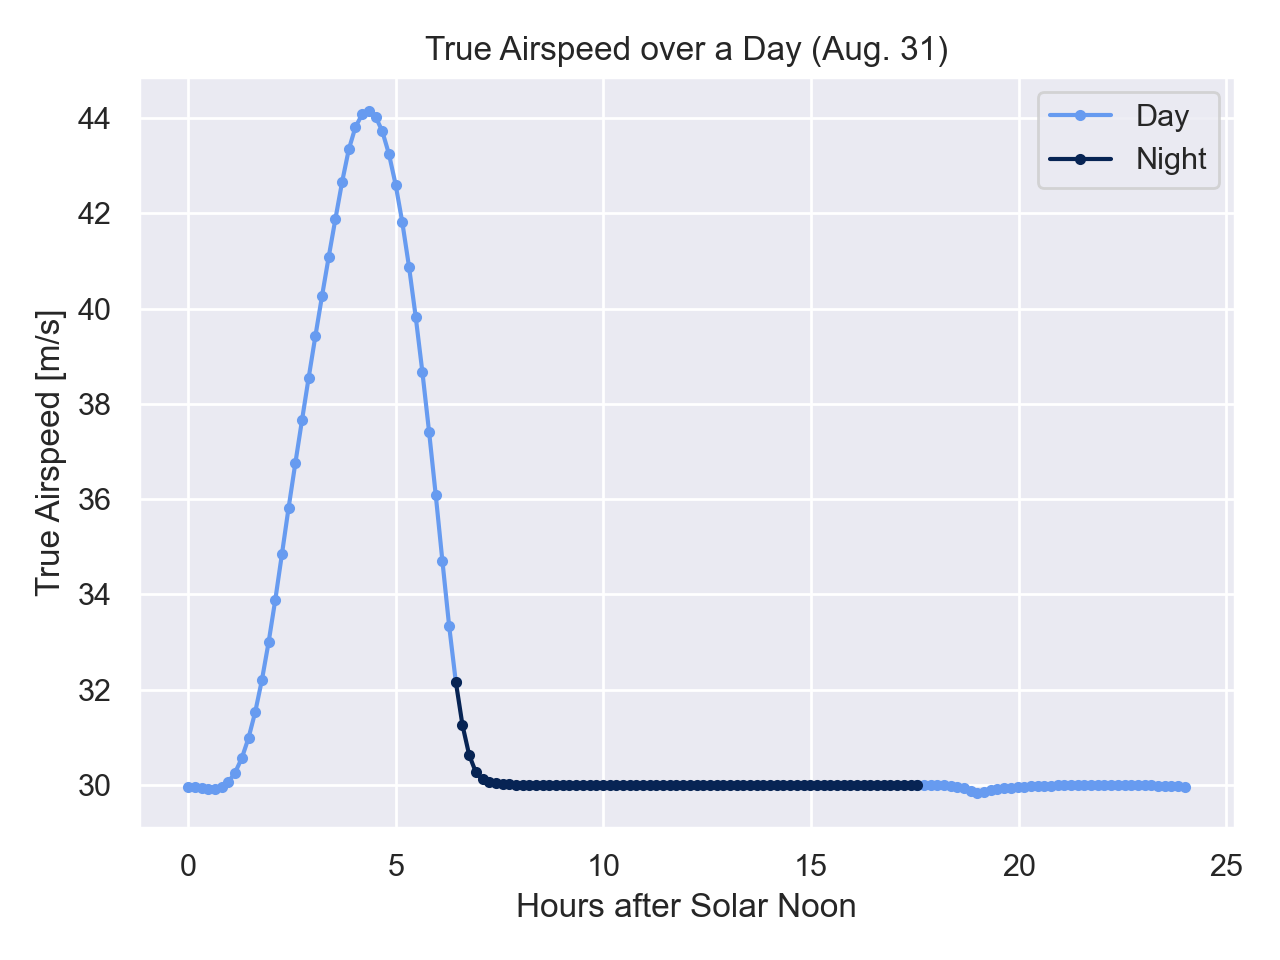 True Airspeed over a Day (Aug. 31)
Day
Night
True Airspeed [m/s]
44
42
40
38
36
34
32
30
0 5 10 15 20 25
Hours after Solar Noon